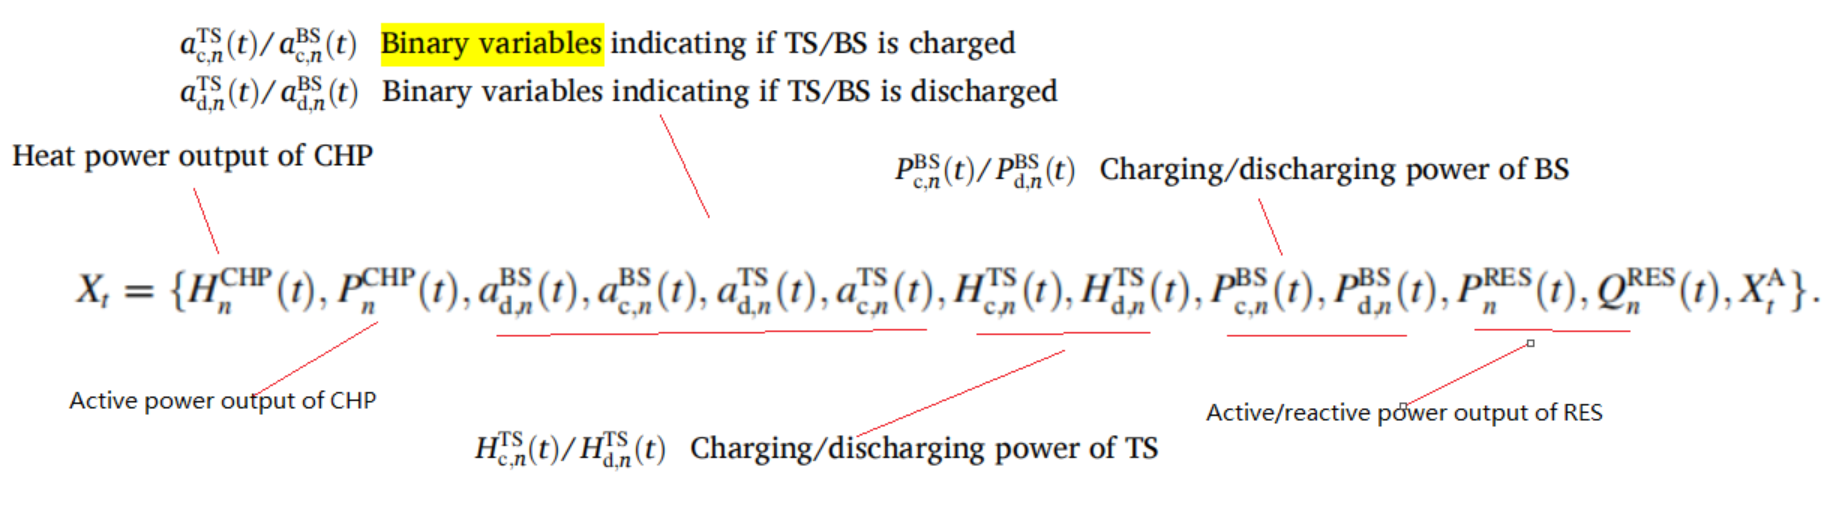 a_{c,n}^{TS}(t)/a_{c,n}^{BS}(t) Binary variables indicating if TS/BS is charged
a_{d,n}^{TS}(t)/a_{d,n}^{BS}(t) Binary variables indicating if TS/BS is discharged
Heat power output of CHP
P_{c,n}^{BS}(t)/P_{d,n}^{BS}(t) Charging/discharging power of BS
X_t = {H_n^{CHP}(t), P_n^{CHP}(t), a_{d,n}^{BS}(t), a_{c,n}^{BS}(t), a_{d,n}^{TS}(t), a_{c,n}^{TS}(t), H_{c,n}^{TS}(t), H_{d,n}^{TS}(t), P_{c,n}^{BS}(t), P_{d,n}^{BS}(t), P_n^{RES}(t), Q_n^{RES}(t), X_t^A}.
Active power output of CHP
Active/reactive power output of RES
H_{c,n}^{TS}(t)/H_{d,n}^{TS}(t) Charging/discharging power of TS